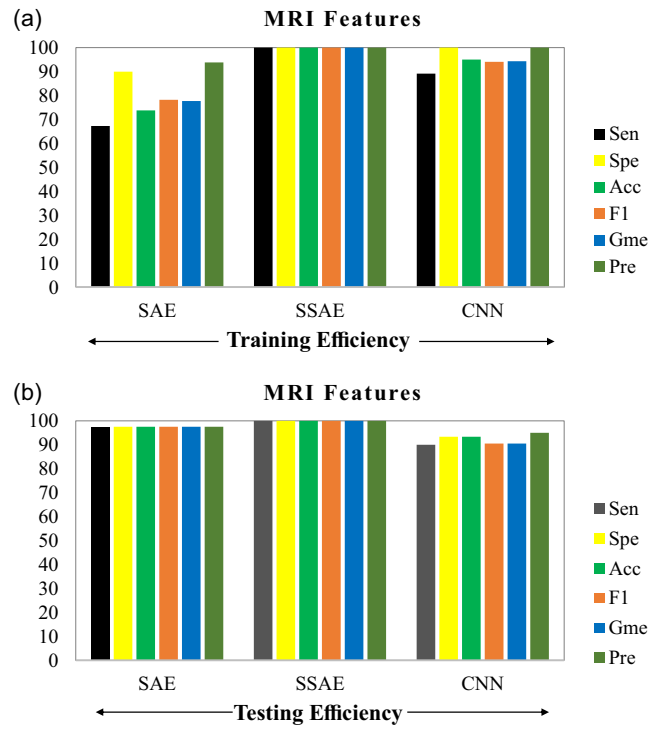 (a)
MRI Features
100
90
80
70
60
50
40
30
20
10
0
SAE SSAE CNN
Training Efficiency
Sen
Spe
Acc
F1
Gme
Pre
(b)
MRI Features
100
90
80
70
60
50
40
30
20
10
0
SAE SSAE CNN
Testing Efficiency
Sen
Spe
Acc
F1
Gme
Pre